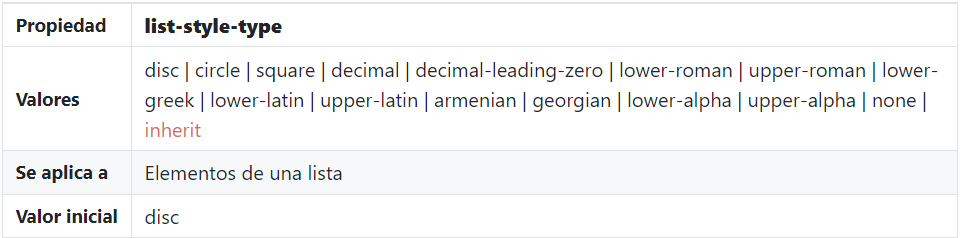 Propiedad list-style-type
disc | circle | square | decimal | decimal-leading-zero | lower-roman | upper-roman | lower-
Valores greek | lower-latin | upper-latin | armenian | georgian | lower-alpha | upper-alpha | none |
inherit
Se aplica a Elementos de una lista
Valor inicial disc